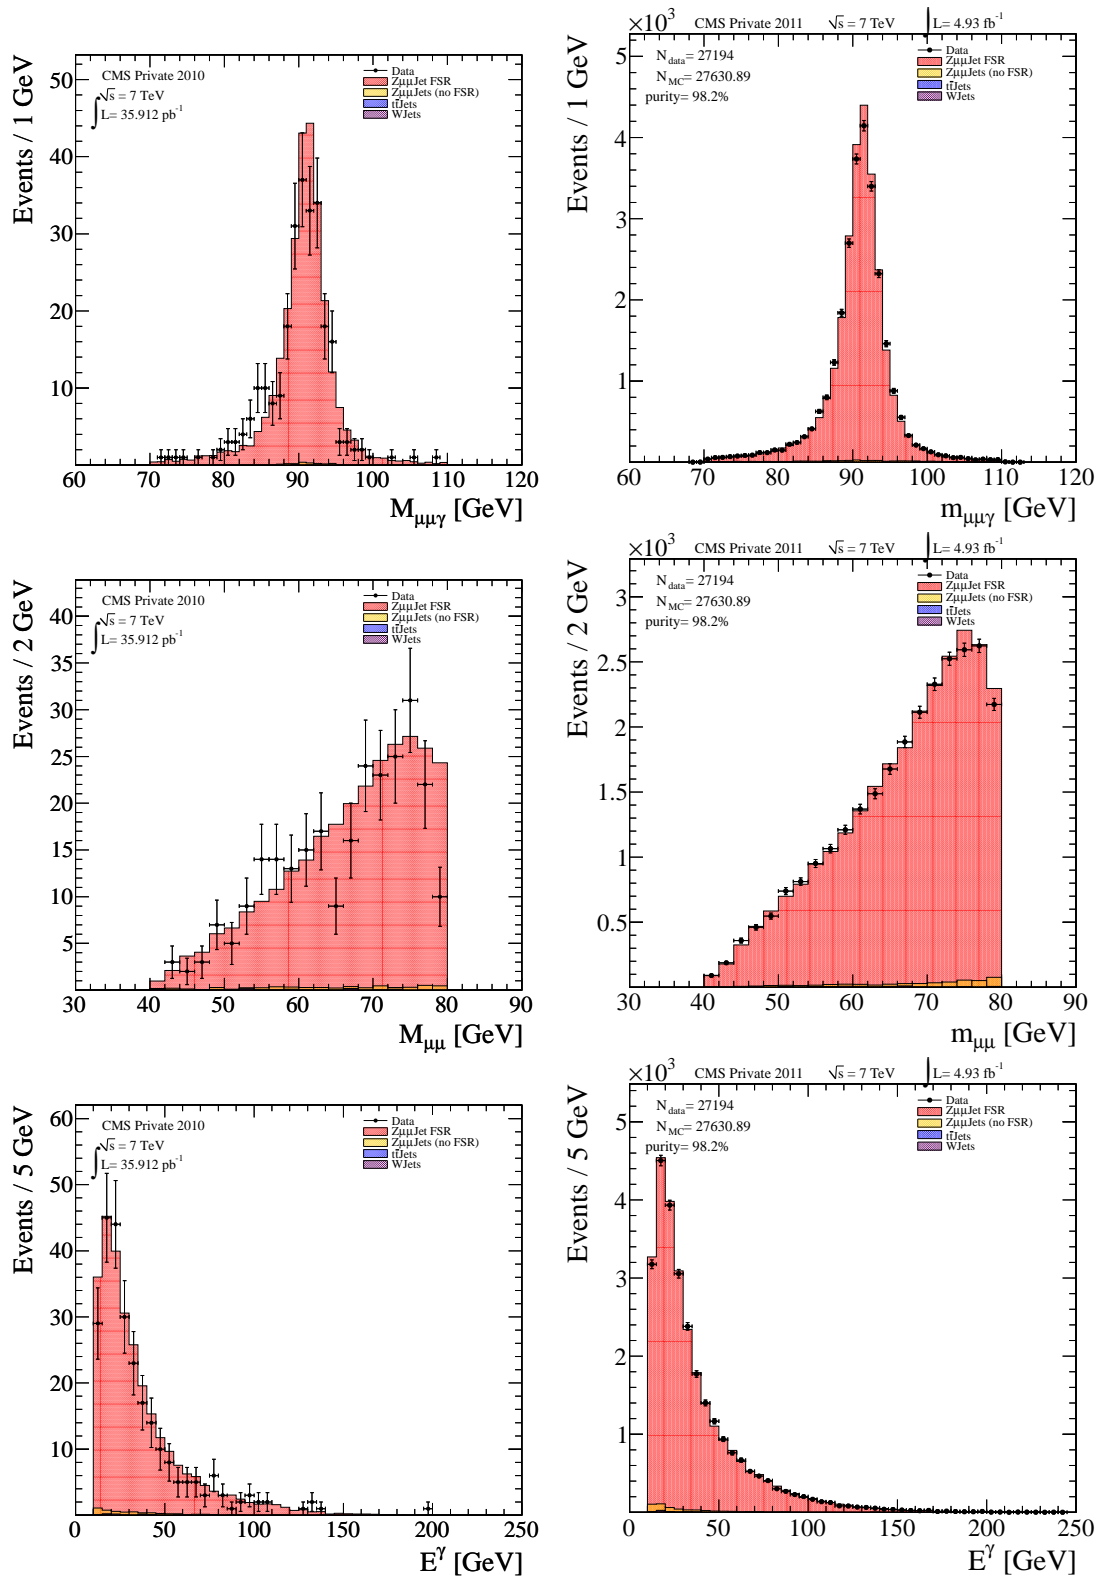 CMS Private 2010
√s = 7 TeV
∫ L= 35.912 pb⁻¹
Data
ZμμJet FSR
ZμμJets (no FSR)
tt̄Jets
WJets
Events / 1 GeV
50
40
30
20
10
60 70 80 90 100 110 120
M_μμγ [GeV]
×10³
CMS Private 2011 √s = 7 TeV ∫ L= 4.93 fb⁻¹
N_data= 27194
N_MC= 27630.89
purity= 98.2%
Data
ZμμJet FSR
ZμμJets (no FSR)
tt̄Jets
WJets
Events / 1 GeV
5
4
3
2
1
60 70 80 90 100 110 120
m_μμγ [GeV]
CMS Private 2010
√s = 7 TeV
∫ L= 35.912 pb⁻¹
Data
ZμμJet FSR
ZμμJets (no FSR)
tt̄Jets
WJets
Events / 2 GeV
40
35
30
25
20
15
10
5
30 40 50 60 70 80 90
M_μμ [GeV]
×10³
CMS Private 2011 √s = 7 TeV ∫ L= 4.93 fb⁻¹
N_data= 27194
N_MC= 27630.89
purity= 98.2%
Data
ZμμJet FSR
ZμμJets (no FSR)
tt̄Jets
WJets
Events / 2 GeV
3
2.5
2
1.5
1
0.5
30 40 50 60 70 80 90
m_μμ [GeV]
CMS Private 2010
√s = 7 TeV
∫ L= 35.912 pb⁻¹
Data
ZμμJet FSR
ZμμJets (no FSR)
tt̄Jets
WJets
Events / 5 GeV
60
50
40
30
20
10
0 50 100 150 200 250
E^γ [GeV]
×10³
CMS Private 2011 √s = 7 TeV ∫ L= 4.93 fb⁻¹
N_data= 27194
N_MC= 27630.89
purity= 98.2%
Data
ZμμJet FSR
ZμμJets (no FSR)
tt̄Jets
WJets
Events / 5 GeV
5
4
3
2
1
0 50 100 150 200 250
E^γ [GeV]